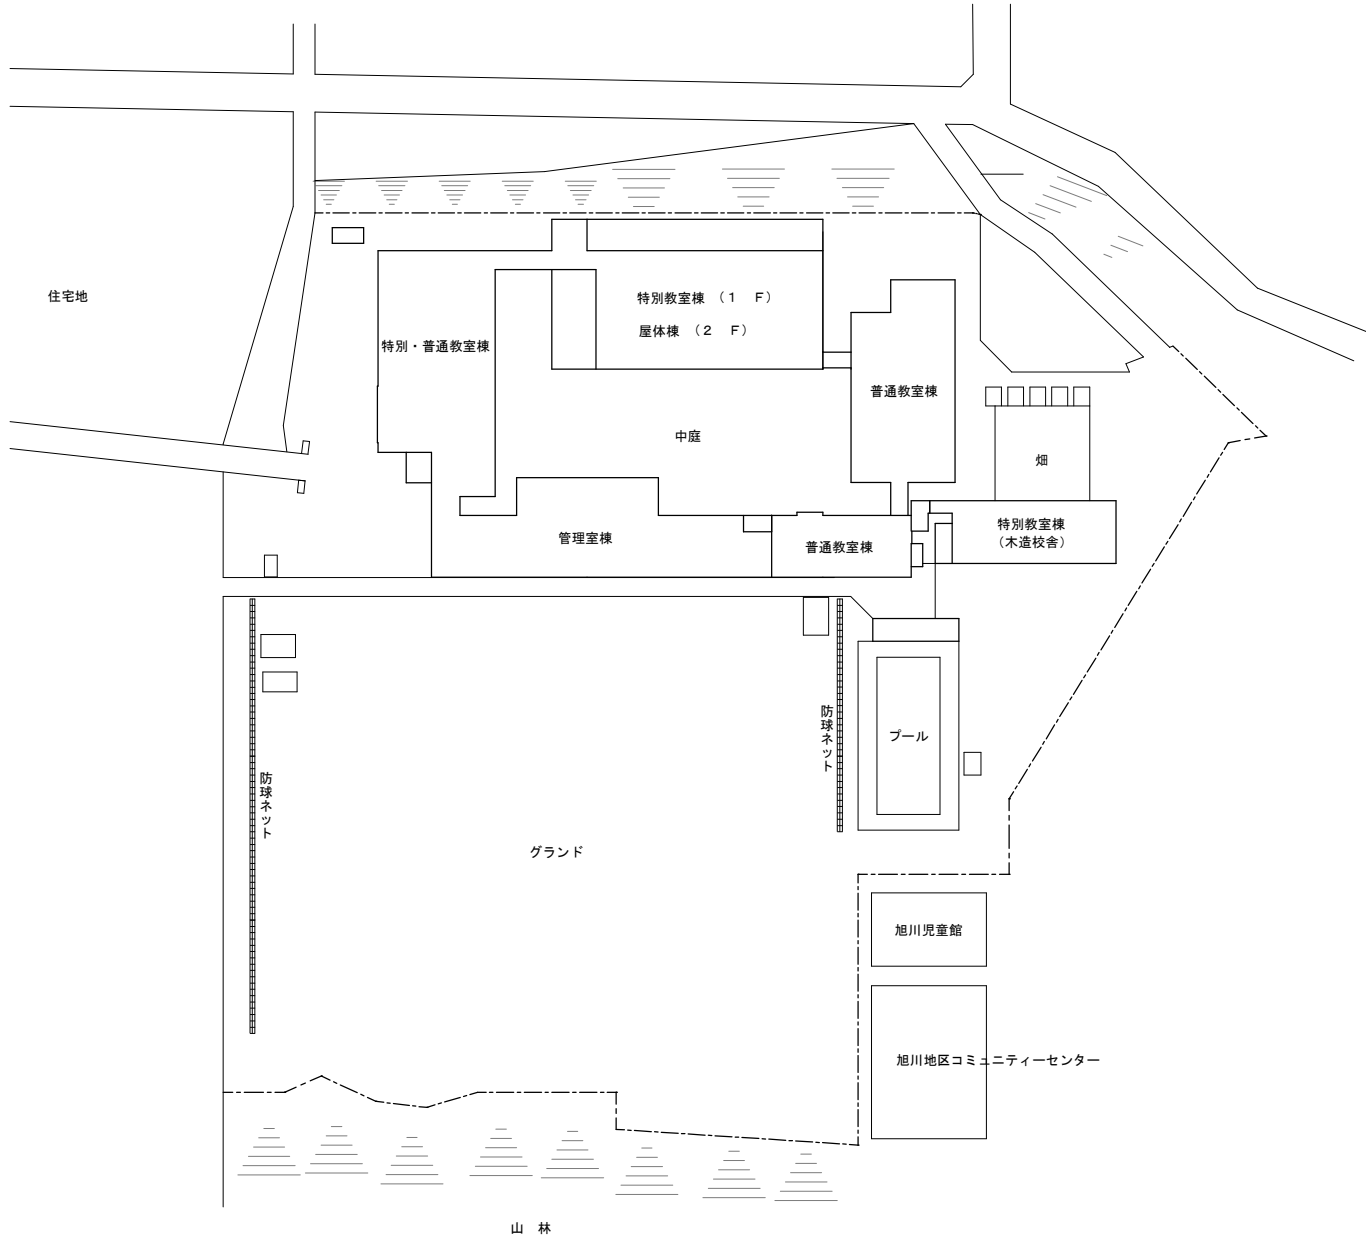 住宅地
特別教室棟 （１ Ｆ）
屋体棟 （２ Ｆ）
特別・普通教室棟
普通教室棟
中庭
畑
特別教室棟
（木造校舎）
管理室棟
普通教室棟
防球ネット
プール
防球ネット
グランド
旭川児童館
旭川地区コミュニティーセンター
山 林